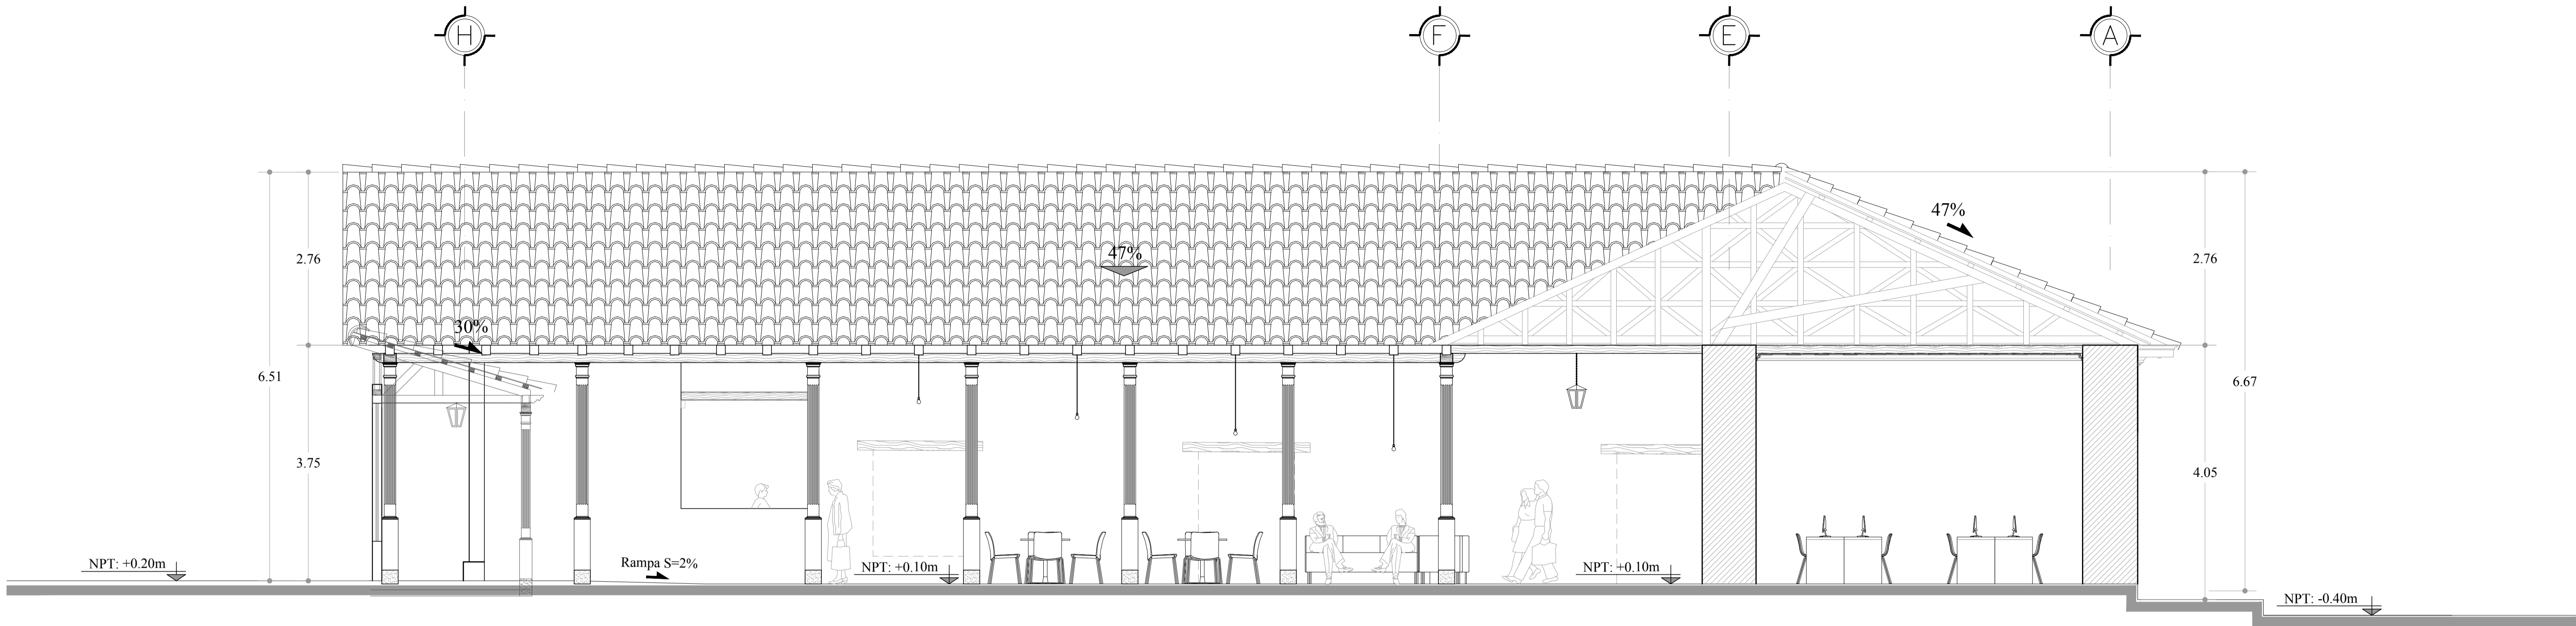 H
F
E
A
47%
2.76
47%
2.76
30%
6.51
6.67
3.75
4.05
Rampa S=2%
NPT: +0.20m
NPT: +0.10m
NPT: +0.10m
NPT: -0.40m